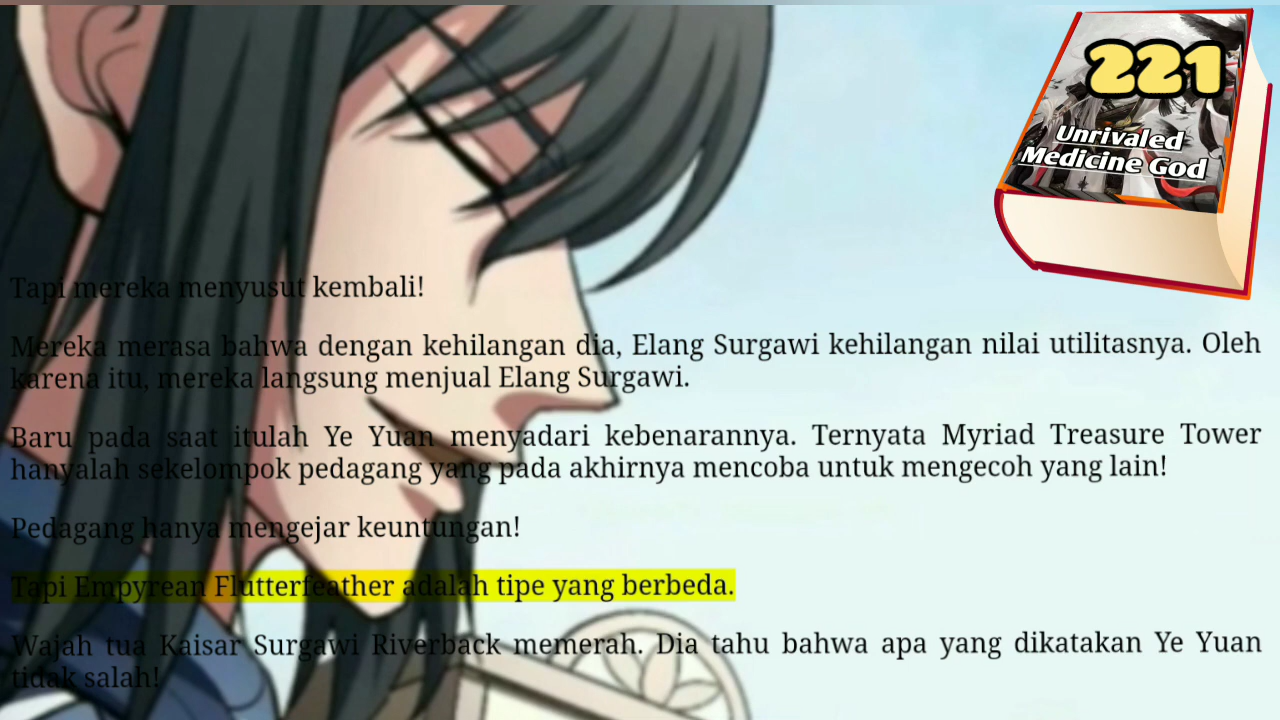 221
Unrivaled
Medicine God
Tapi mereka menyusut kembali!
Mereka merasa bahwa dengan kehilangan dia, Elang Surgawi kehilangan nilai utilitasnya. Oleh
karena itu, mereka langsung menjual Elang Surgawi.
Baru pada saat itulah Ye Yuan menyadari kebenarannya. Ternyata Myriad Treasure Tower
hanyalah sekelompok pedagang yang pada akhirnya mencoba untuk mengecoh yang lain!
Pedagang hanya mengejar keuntungan!
Tapi Empyrean Flutterfeather adalah tipe yang berbeda.
Wajah tua Kaisar Surgawi Riverback memerah. Dia tahu bahwa apa yang dikatakan Ye Yuan
tidak salah!